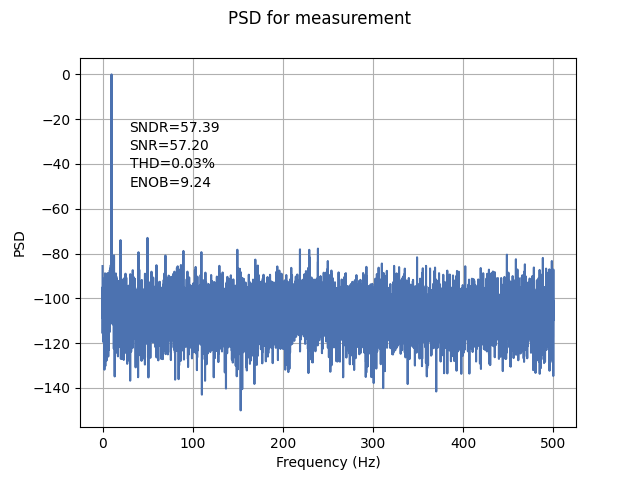 PSD for measurement
0
−20
−40
−60
−80
−100
−120
−140
PSD
SNDR=57.39
SNR=57.20
THD=0.03%
ENOB=9.24
0
100
200
300
400
500
Frequency (Hz)